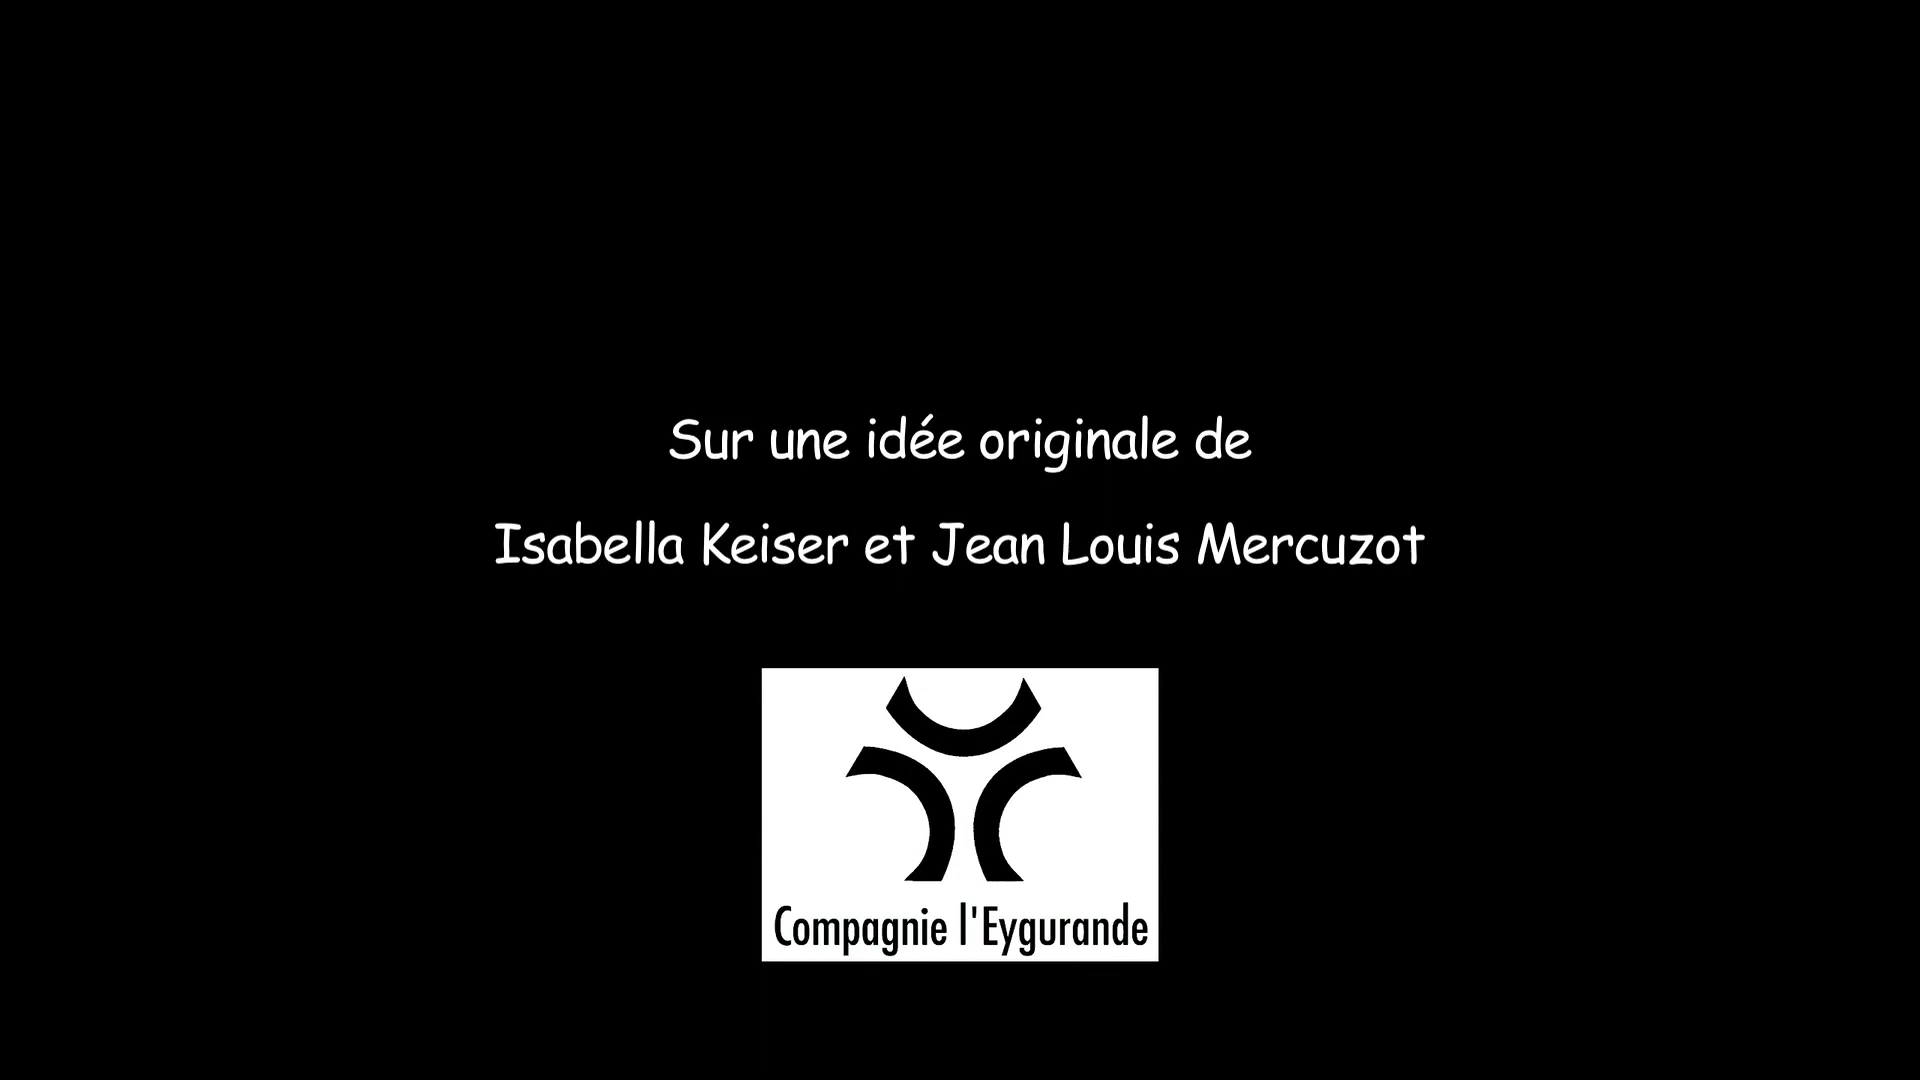 Sur une idée originale de
Isabella Keiser et Jean Louis Mercuzot
Compagnie l'Eygurande